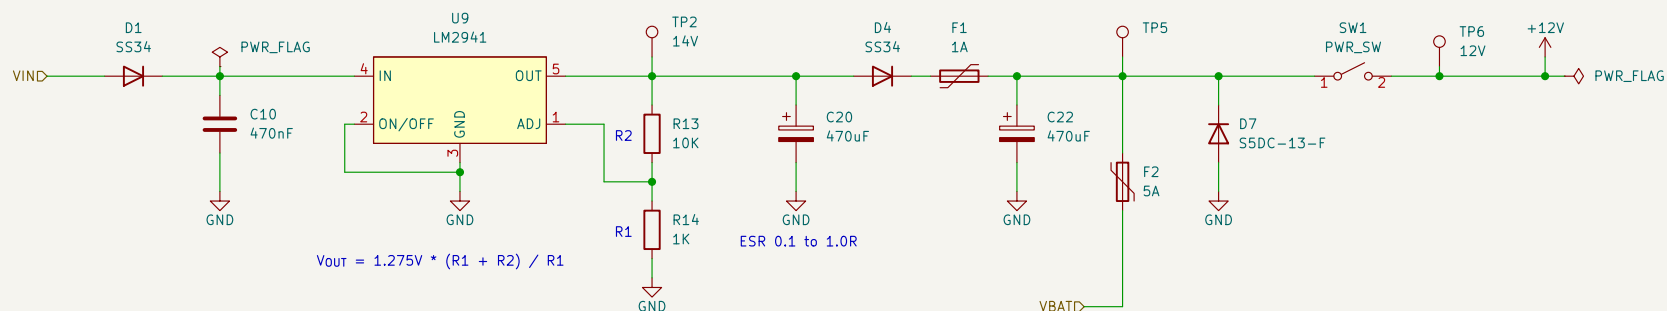 VIN
D1
SS34
PWR_FLAG
C10
470nF
GND
U9
LM2941
4
IN
OUT
5
2
ON/OFF
GND
ADJ
1
3
GND
VOUT = 1.275V * (R1 + R2) / R1
TP2
14V
R2
R13
10K
R1
R14
1K
GND
C20
470uF
GND
ESR 0.1 to 1.0R
D4
SS34
F1
1A
C22
470uF
GND
TP5
F2
5A
VBAT
D7
S5DC-13-F
GND
SW1
PWR_SW
1
2
TP6
12V
+12V
PWR_FLAG